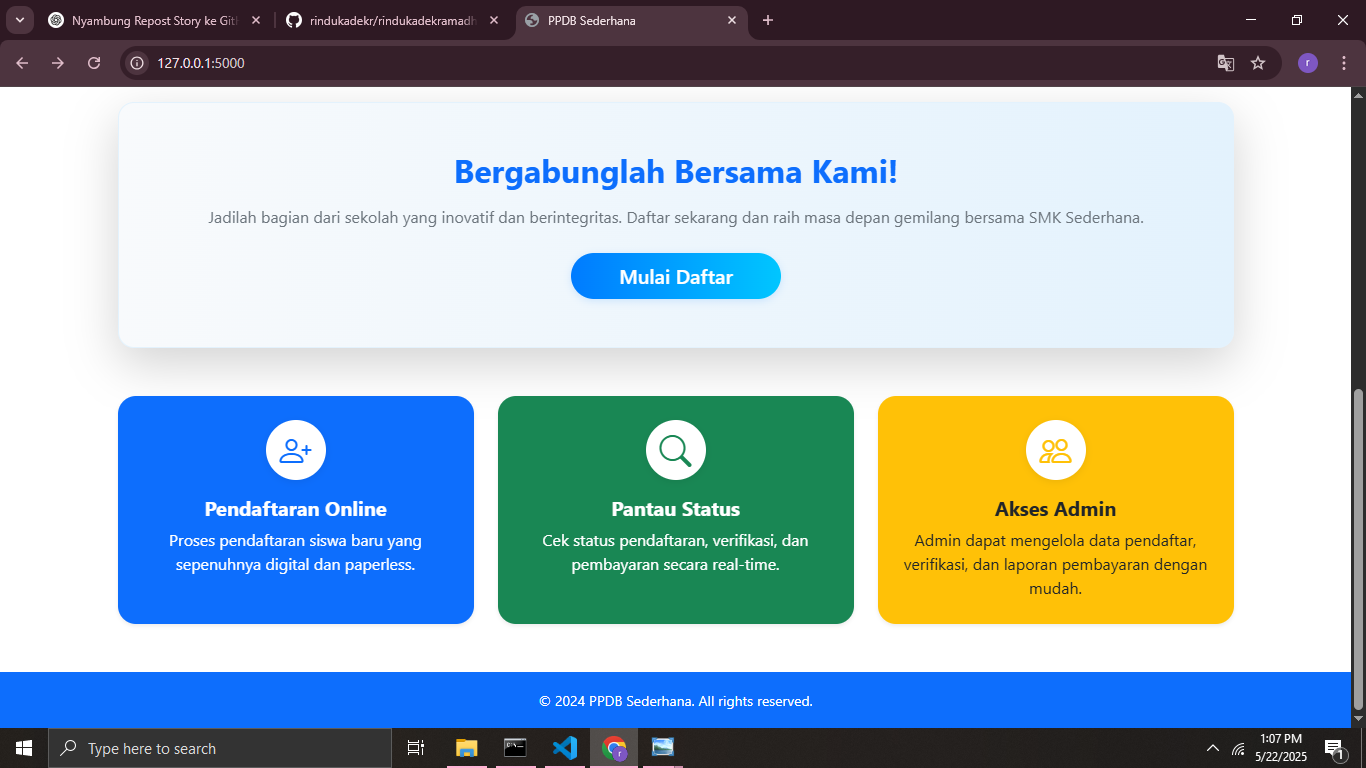 Nyambung Repost Story ke Gith
rindukadekr/rindukadekramadh
PPDB Sederhana
127.0.0.1:5000
r
Bergabunglah Bersama Kami!
Jadilah bagian dari sekolah yang inovatif dan berintegritas. Daftar sekarang dan raih masa depan gemilang bersama SMK Sederhana.
Mulai Daftar
Pendaftaran Online
Proses pendaftaran siswa baru yang
sepenuhnya digital dan paperless.
Pantau Status
Cek status pendaftaran, verifikasi, dan
pembayaran secara real-time.
Akses Admin
Admin dapat mengelola data pendaftar,
verifikasi, dan laporan pembayaran dengan
mudah.
© 2024 PPDB Sederhana. All rights reserved.
Type here to search
1:07 PM
5/22/2025
1